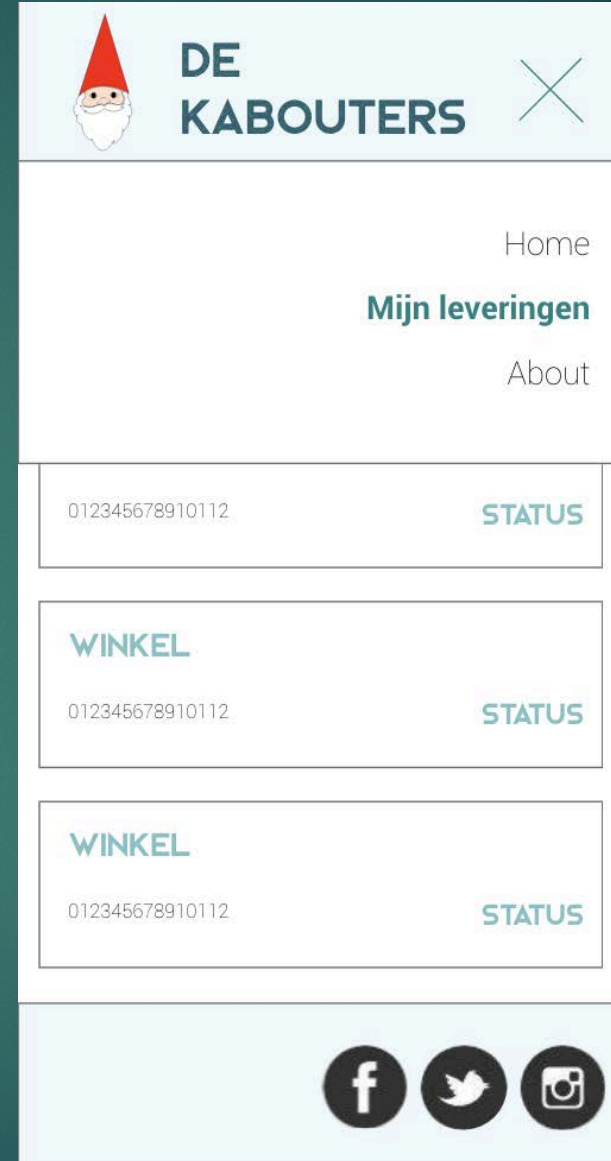 DE
KABOUTERS
Home
Mijn leveringen
About
012345678910112 STATUS
WINKEL
012345678910112 STATUS
WINKEL
012345678910112 STATUS